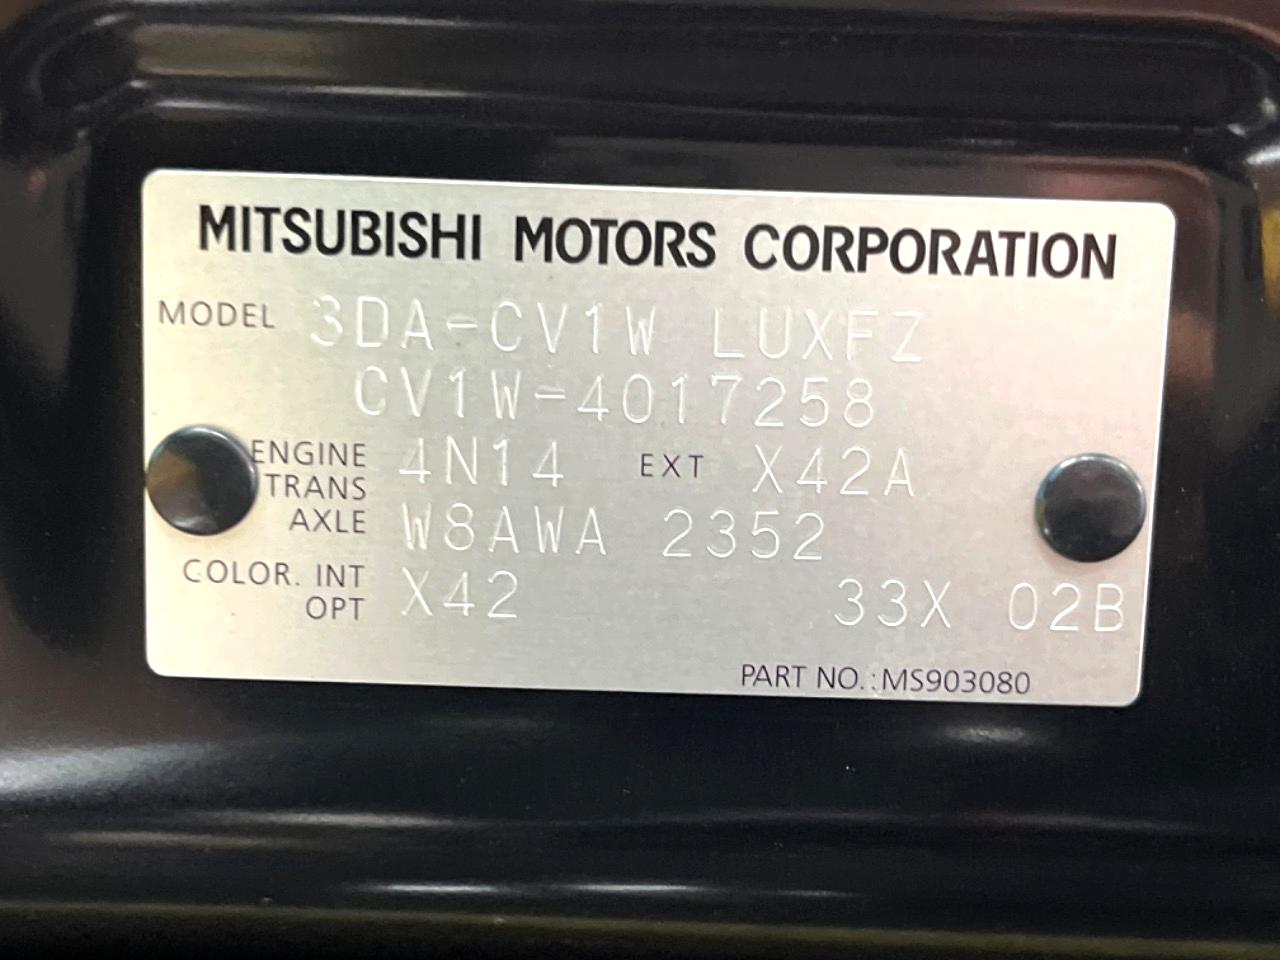 MITSUBISHI MOTORS CORPORATION
MODEL 3DA-CV1W LUXFZ
CV1W-4017258
ENGINE 4N14 EXT X42A
TRANS
AXLE W8AWA 2352
COLOR. INT X42 33X 02B
OPT
PART NO.:MS903080